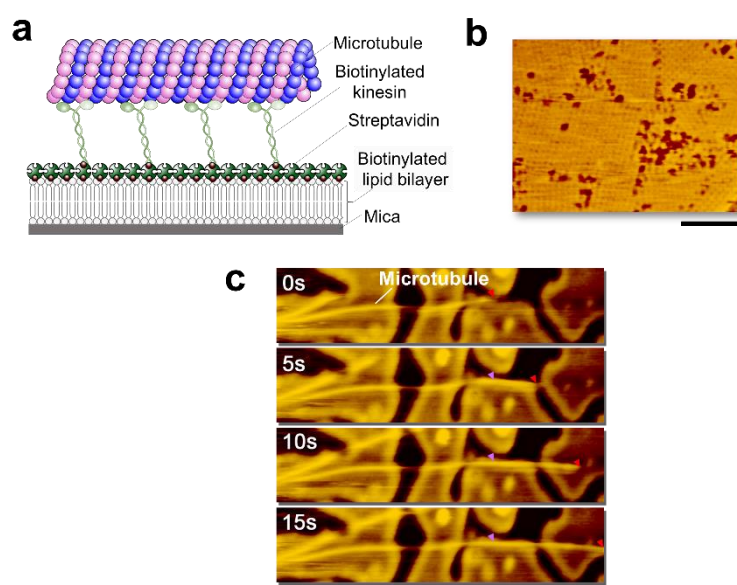 a
Microtubule
Biotinylated
kinesin
Streptavidin
Biotinylated
lipid bilayer
Mica
b
c
0s
Microtubule
5s
10s
15s